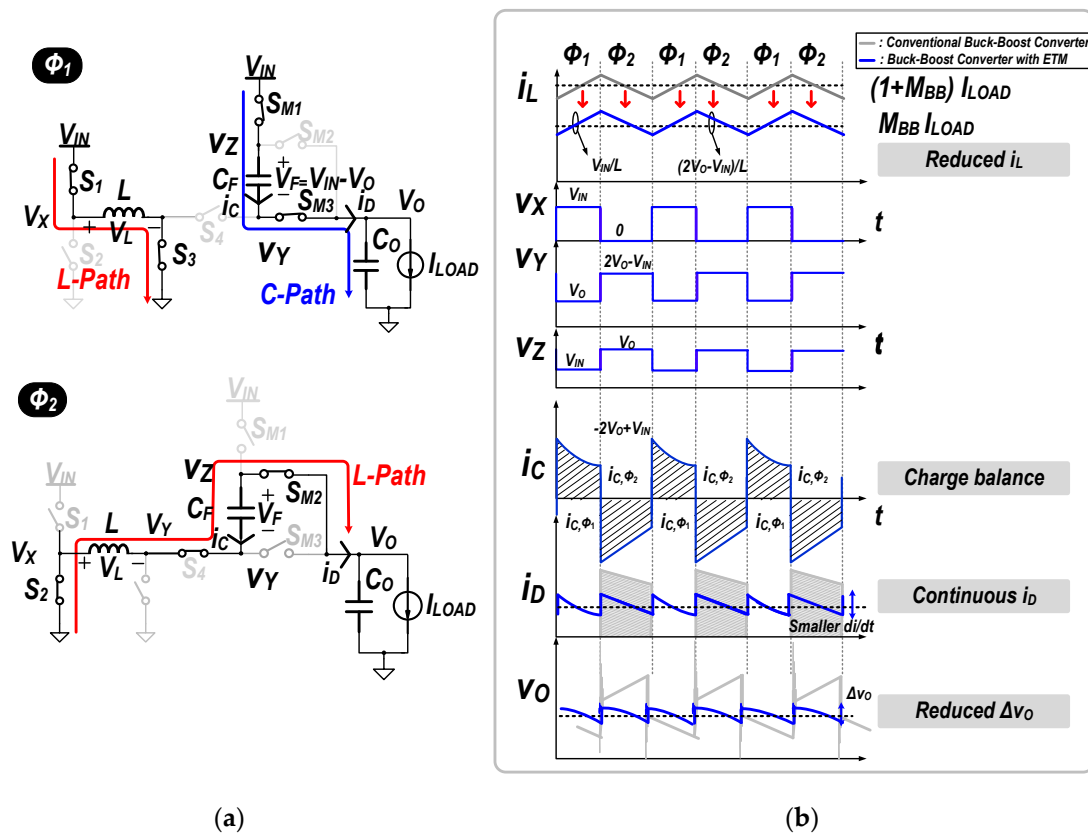 Φ1
VIN
SM1
SM2
VZ
VIN
CF
+
VF=VIN-VO
S1
L
−
iC
SM3
iD
VO
VX
+
VL
−
S4
S2
S3
VY
CO
ILOAD
L-Path
C-Path
Φ2
VIN
SM1
VZ
L-Path
VIN
SM2
CF
+
VF
S1
L
VY
iC
−
SM3
VO
VX
+
VL
−
S4
VY
iD
CO
S2
ILOAD
(a)
: Conventional Buck-Boost Converter
: Buck-Boost Converter with ETM
Φ1 Φ2 Φ1 Φ2 Φ1 Φ2
iL
(1+MBB) ILOAD
MBB ILOAD
VIN/L
(2VO-VIN)/L
Reduced iL
VX
VIN
0
t
VY
2VO-VIN
VO
t
VZ
VIN
VO
t
-2VO+VIN
iC
iC,Φ2 iC,Φ2 iC,Φ2
Charge balance
iC,Φ1 iC,Φ1 iC,Φ1
t
iD
Continuous iD
Smaller di/dt
VO
ΔvO
Reduced ΔvO
(b)